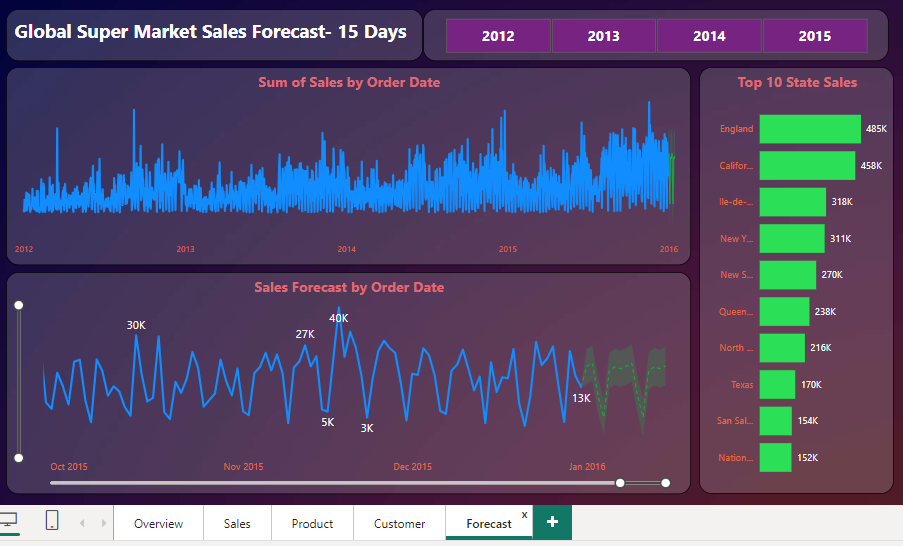 Global Super Market Sales Forecast- 15 Days
2012 2013 2014 2015
Sum of Sales by Order Date
2012 2013 2014 2015 2016
Sales Forecast by Order Date
30K
27K
40K
5K
3K
13K
Oct 2015 Nov 2015 Dec 2015 Jan 2016
Top 10 State Sales
England 485K
Califor... 458K
Ile-de-... 318K
New Y... 311K
New S... 270K
Queen... 238K
North ... 216K
Texas 170K
San Sal... 154K
Nation... 152K
Overview Sales Product Customer Forecast x +